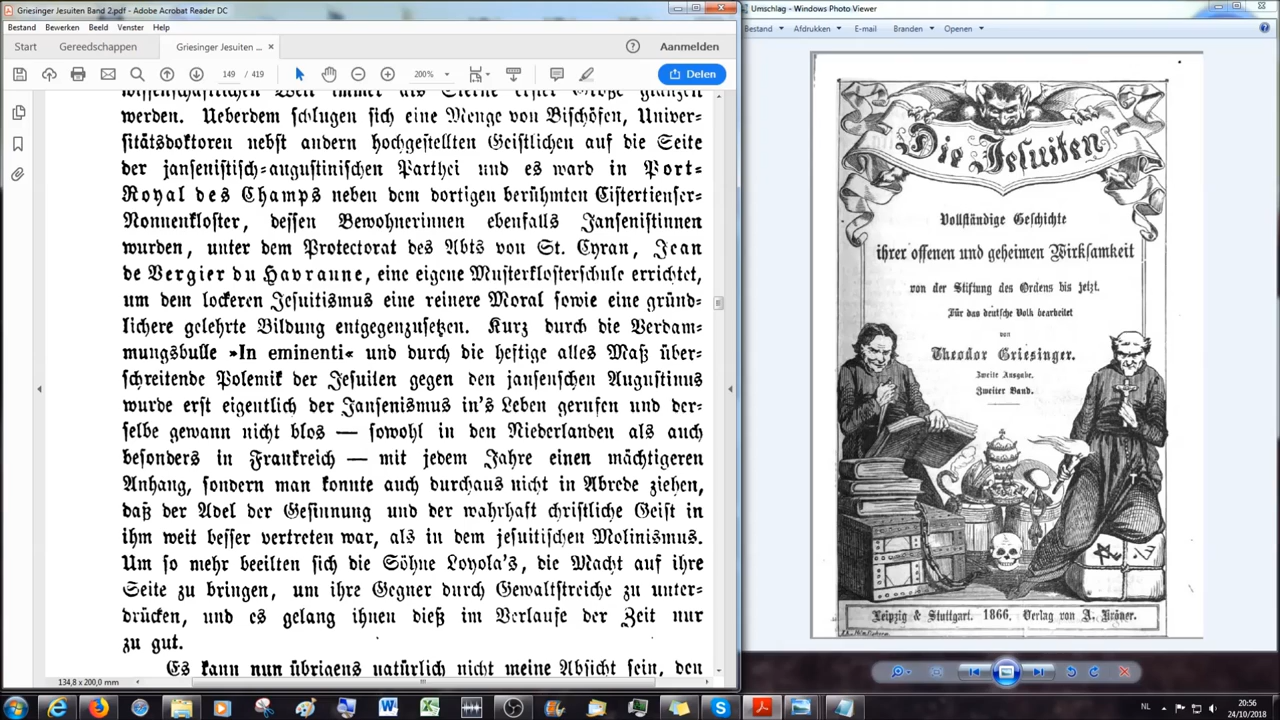 Griesinger Jesuiten Band 2.pdf - Adobe Acrobat Reader DC
Bestand Bewerken Beeld Venster Help
Start Gereedschappen Griesinger Jesuiten ... × Aanmelden
149 / 419 200% Delen
wissenschaftlichen Welt immer als Sterne erster Größe glänzen
werden. Ueberdem schlugen sich eine Menge von Bischöfen, Univer-
sitätsdoktoren nebst andern hochgestellten Geistlichen auf die Seite
der jansenistisch-augustinischen Parthei und es ward in Port-
Royal des Champs neben dem dortigen berühmten Cistertienser-
Nonnenkloster, dessen Bewohnerinnen ebenfalls Jansenistinnen
wurden, unter dem Protectorat des Abts von St. Cyran, Jean
de Vergier du Havranne, eine eigene Musterklosterschule errichtet,
um dem lockeren Jesuitismus eine reinere Moral sowie eine gründ-
lichere gelehrte Bildung entgegenzusetzen. Kurz durch die Verdam-
mungsbulle »In eminenti« und durch die heftige alles Maß über-
schreitende Polemik der Jesuiten gegen den jansenschen Augustinus
wurde erst eigentlich der Jansenismus in's Leben gerufen und der-
selbe gewann nicht blos — sowohl in den Niederlanden als auch
besonders in Frankreich — mit jedem Jahre einen mächtigeren
Anhang, sondern man konnte auch durchaus nicht in Abrede ziehen,
daß der Adel der Gesinnung und der wahrhaft christliche Geist in
ihm weit besser vertreten war, als in dem jesuitischen Molinismus.
Um so mehr beeilten sich die Söhne Loyola's, die Macht auf ihre
Seite zu bringen, um ihre Gegner durch Gewaltstreiche zu unter-
drücken, und es gelang ihnen dieß im Verlaufe der Zeit nur
zu gut.
Es kann nun übrigens natürlich nicht meine Absicht sein, den
134,8 x 200,0 mm
Umschlag - Windows Photo Viewer
Bestand Afdrukken E-mail Branden Openen
Die Jesuiten
Vollständige Geschichte
ihrer offenen und geheimen Wirksamkeit
von der Stiftung des Ordens bis jetzt.
Für das deutsche Volk bearbeitet
von
Theodor Griesinger.
Zweite Ausgabe.
Zweiter Band.
Leipzig & Stuttgart. 1866. Verlag von A. Kröner.
NL 20:56
24/10/2018